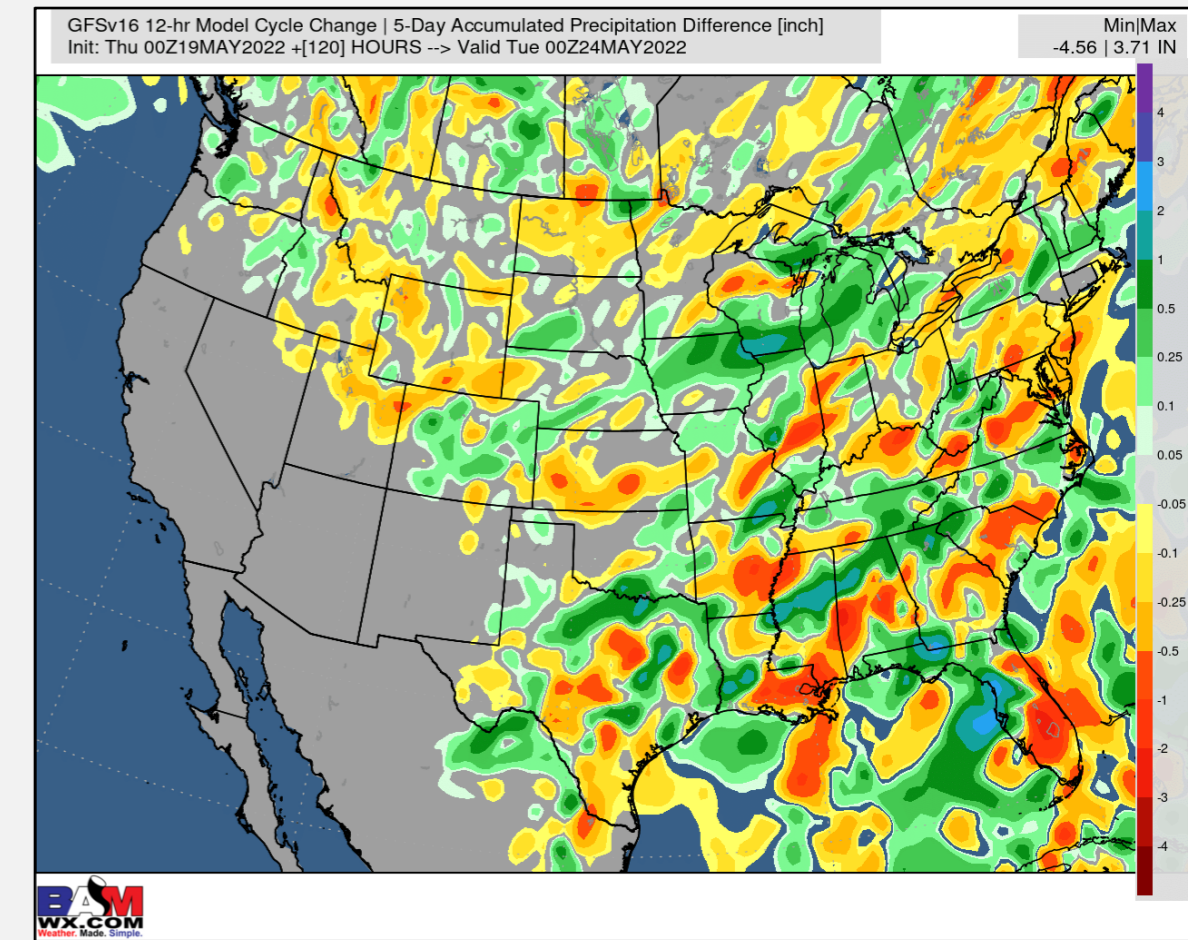 GFSv16 12-hr Model Cycle Change | 5-Day Accumulated Precipitation Difference [inch]
Init: Thu 00Z19MAY2022 +[120] HOURS --> Valid Tue 00Z24MAY2022
Min|Max
-4.56 | 3.71 IN
4
3
2
1
0.5
0.25
0.1
0.05
-0.05
-0.1
-0.25
-0.5
-1
-2
-3
-4
BAM
WX.COM
Weather. Made. Simple.